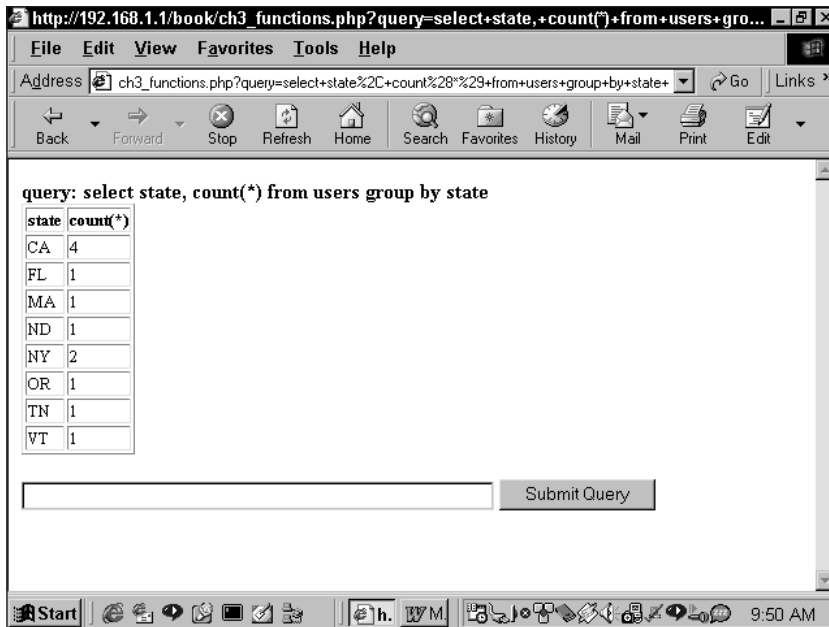 http://192.168.1.1/book/ch3_functions.php?query=select+state,+count(*)+from+users+gro...
File Edit View Favorites Tools Help
Address ch3_functions.php?query=select+state%2C+count%28*%29+from+users+group+by+state+ Go Links
Back Forward Stop Refresh Home Search Favorites History Mail Print Edit
query: select state, count(*) from users group by state
state count(*)
CA 4
FL 1
MA 1
ND 1
NY 2
OR 1
TN 1
VT 1
Submit Query
Start h. M. 9:50 AM